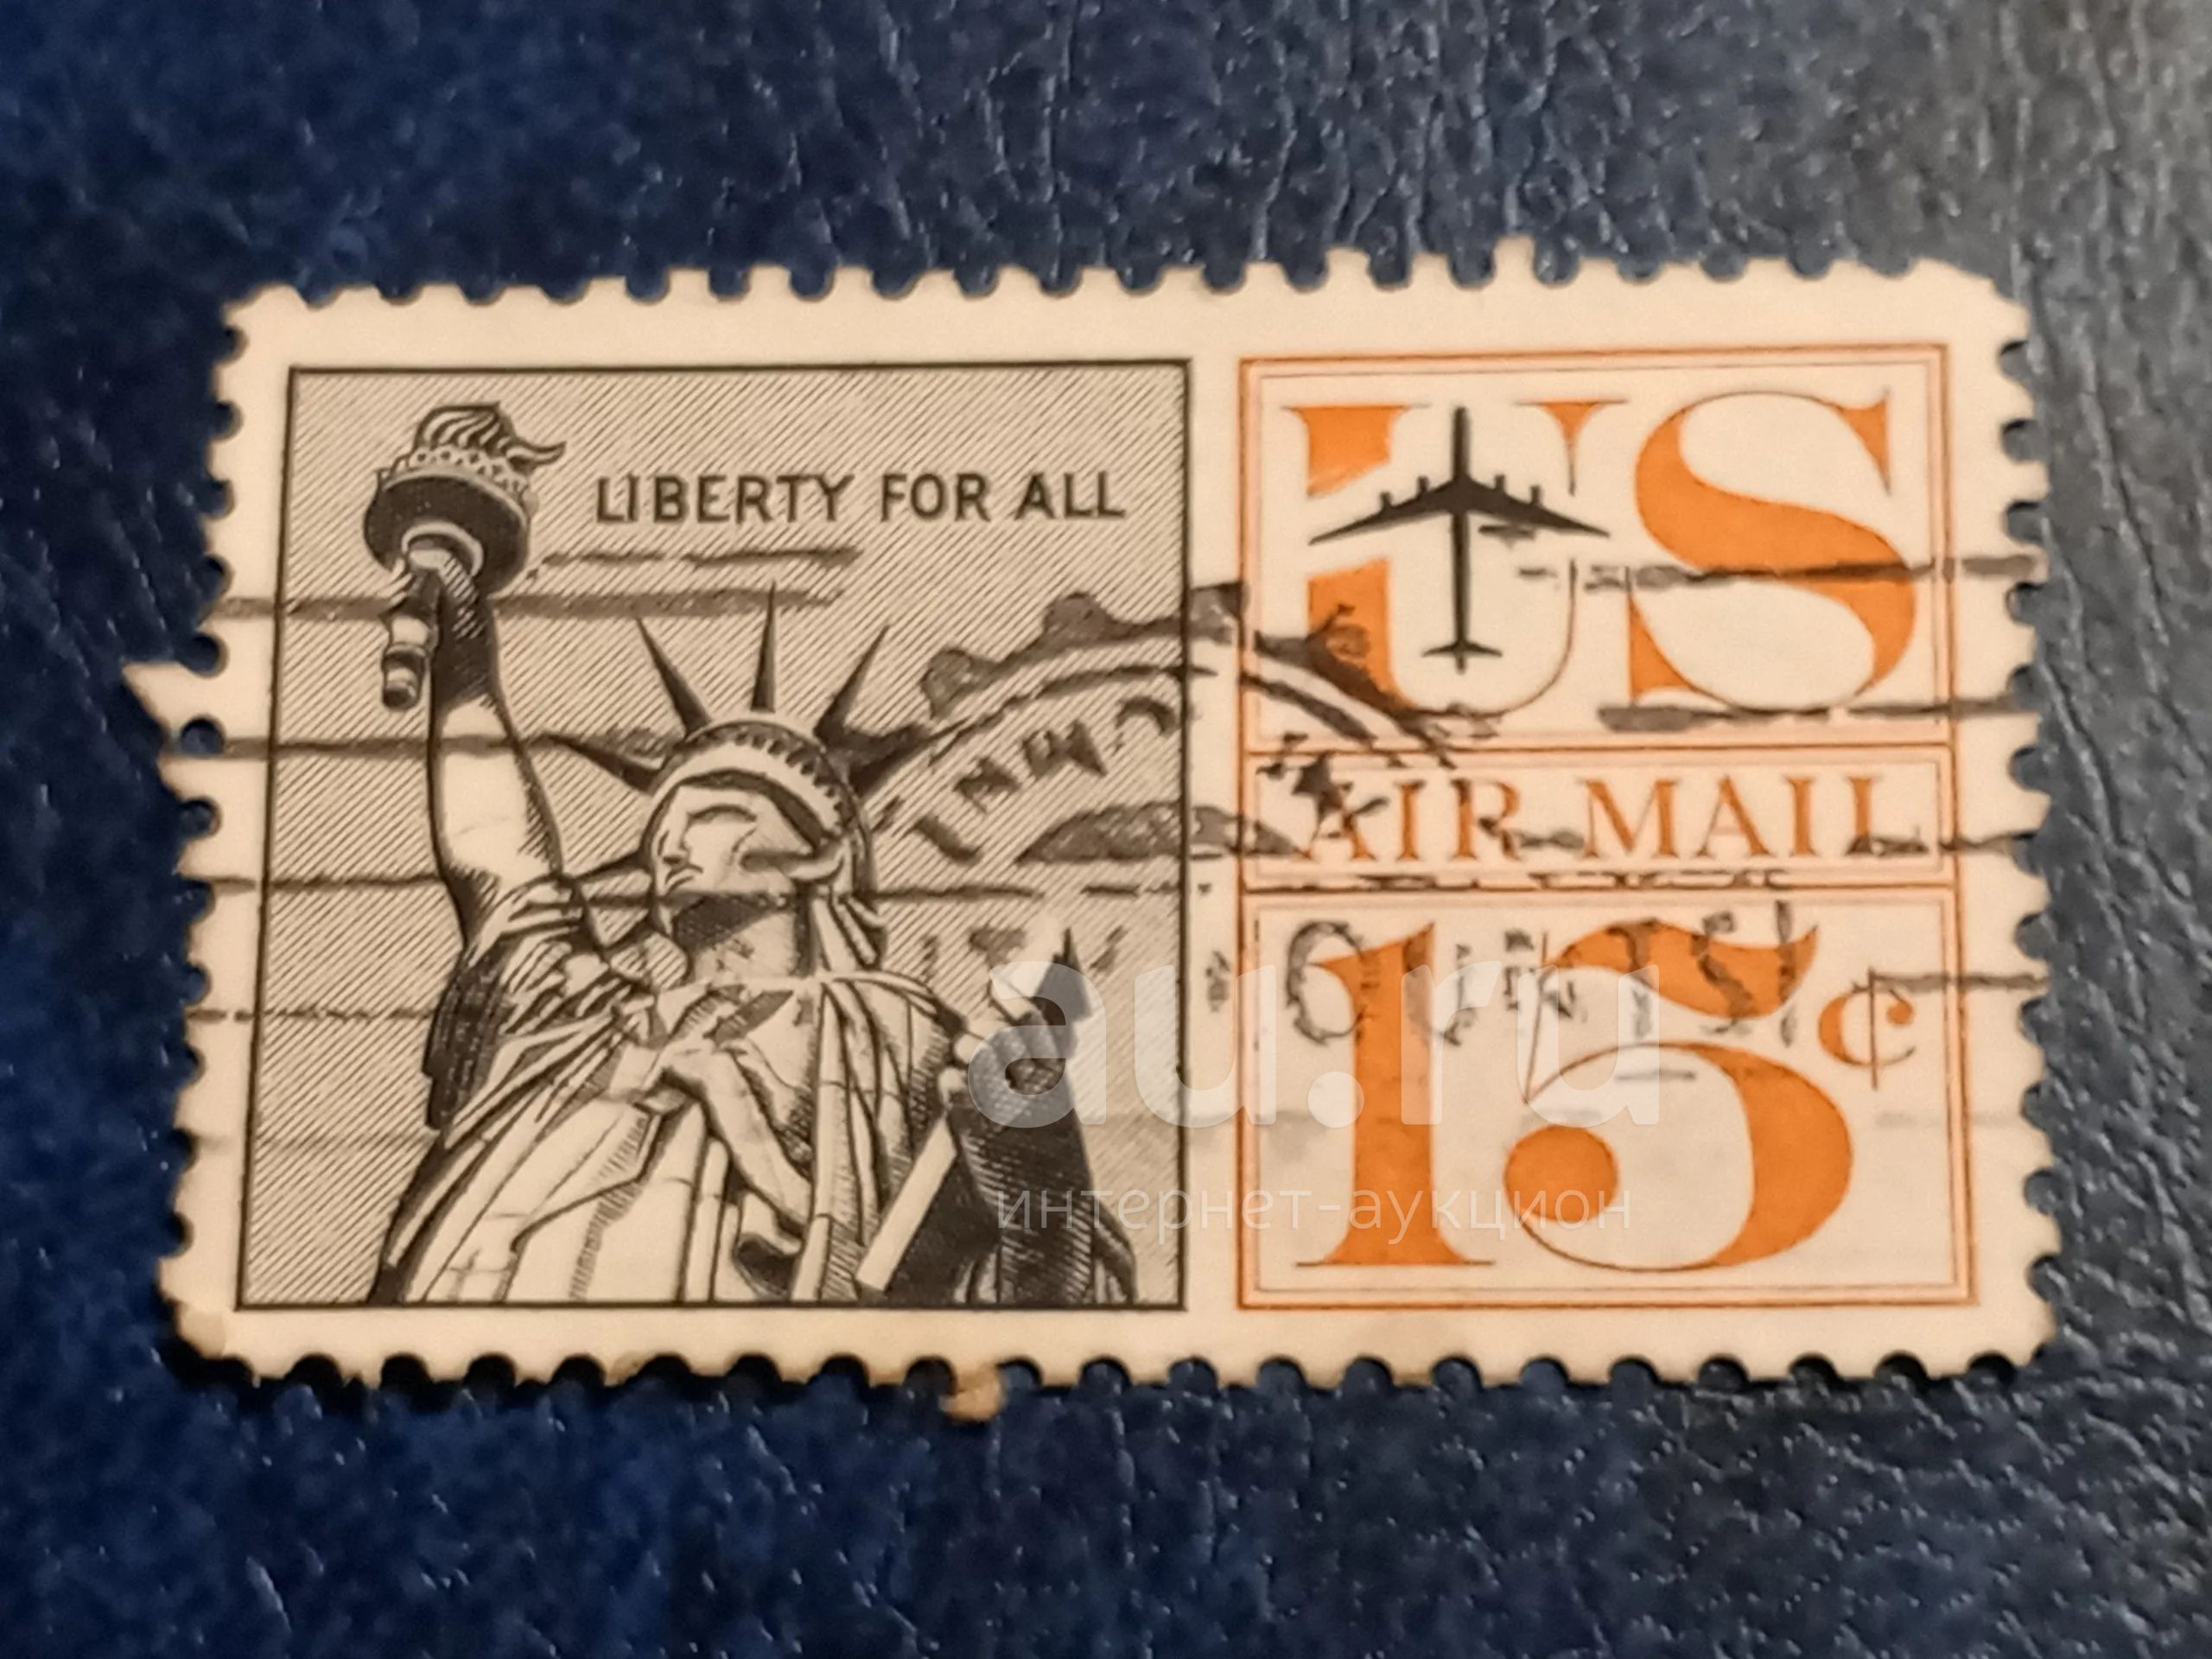 LIBERTY FOR ALL
US
AIR MAIL
15¢
au.ru
интернет-аукцион